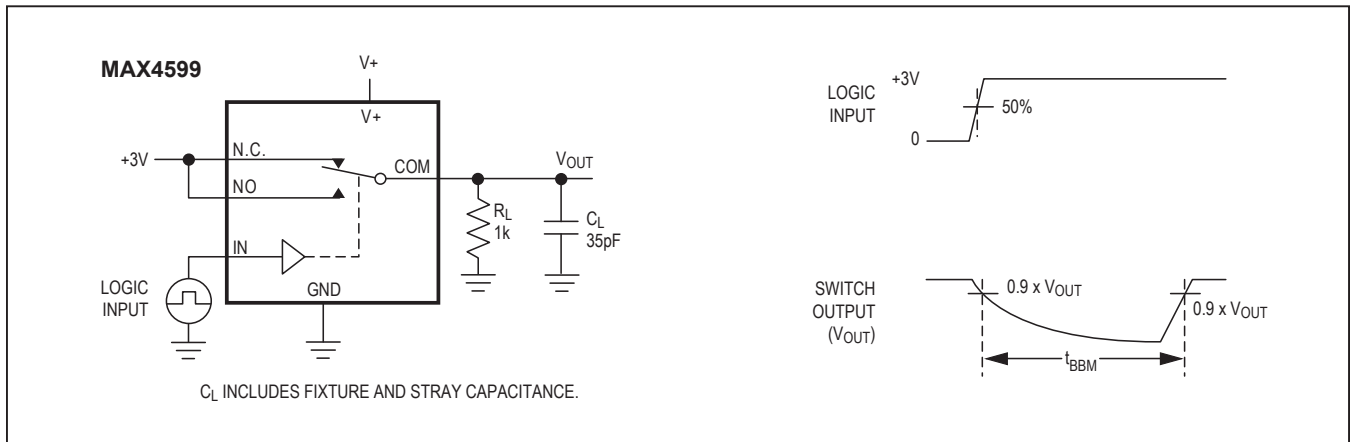 MAX4599
V+
V+
+3V
N.C.
NO
COM
VOUT
RL
1k
CL
35pF
IN
LOGIC
INPUT
GND
CL INCLUDES FIXTURE AND STRAY CAPACITANCE.
LOGIC
INPUT
+3V
50%
0
SWITCH
OUTPUT
(VOUT)
0.9 x VOUT
0.9 x VOUT
tBBM